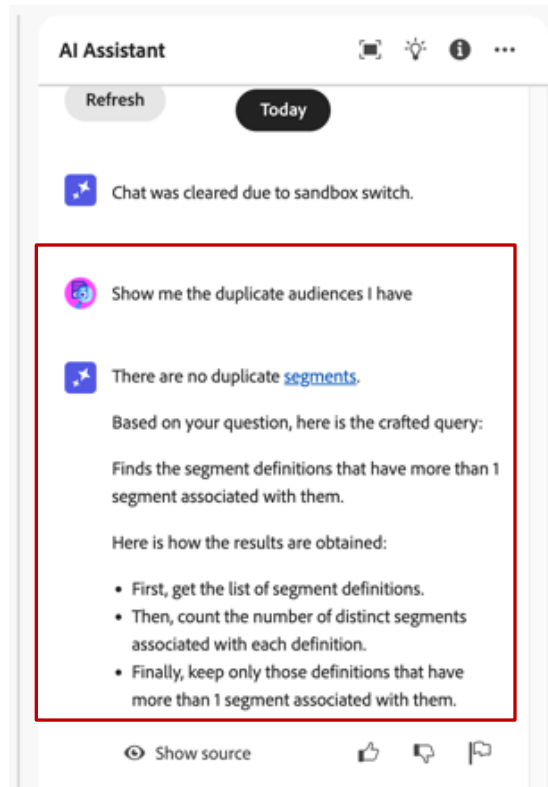 AI Assistant
Refresh
Today
Chat was cleared due to sandbox switch.
Show me the duplicate audiences I have
There are no duplicate segments.
Based on your question, here is the crafted query:
Finds the segment definitions that have more than 1
segment associated with them.
Here is how the results are obtained:
• First, get the list of segment definitions.
• Then, count the number of distinct segments
associated with each definition.
• Finally, keep only those definitions that have
more than 1 segment associated with them.
Show source